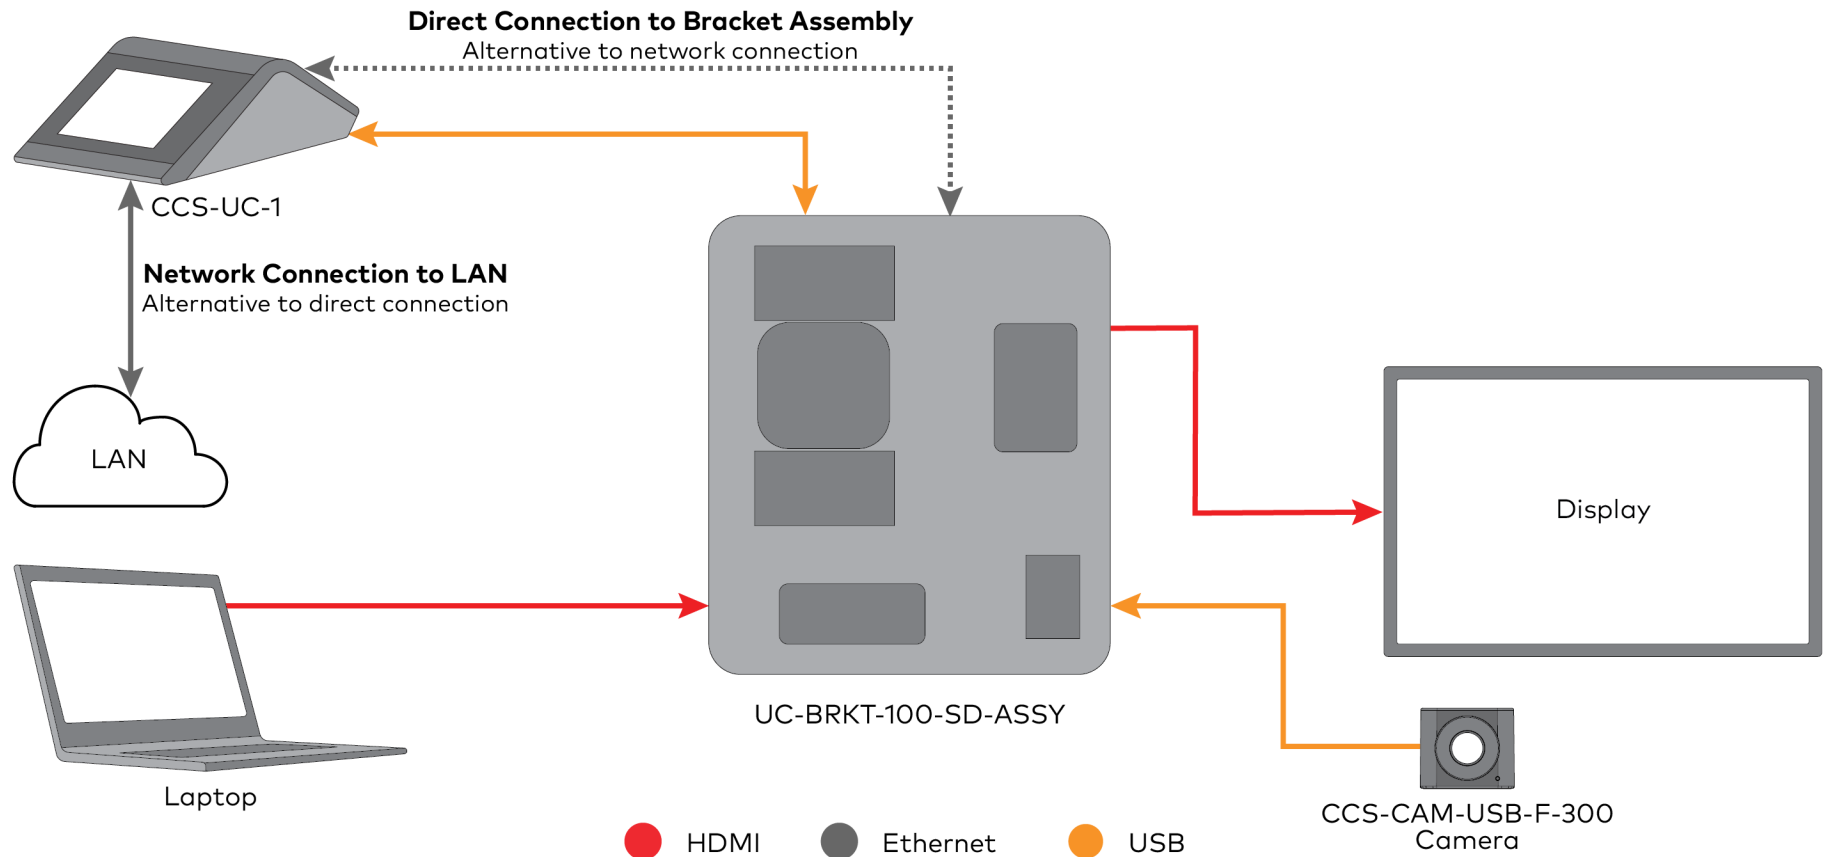 Direct Connection to Bracket Assembly
Alternative to network connection
CCS-UC-1
Network Connection to LAN
Alternative to direct connection
LAN
Display
UC-BRKT-100-SD-ASSY
Laptop
CCS-CAM-USB-F-300
Camera
HDMI
Ethernet
USB